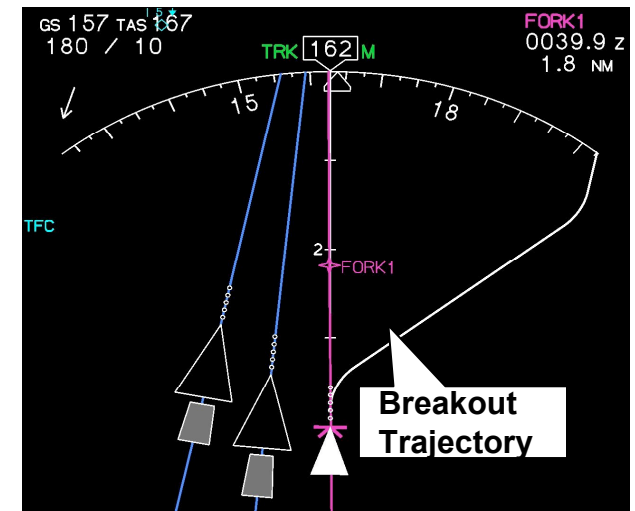 GS 157 TAS 167
180 / 10
15
TRK 162 M
FORK1
0039.9 z
1.8 NM
15
18
TFC
2
FORK1
Breakout
Trajectory